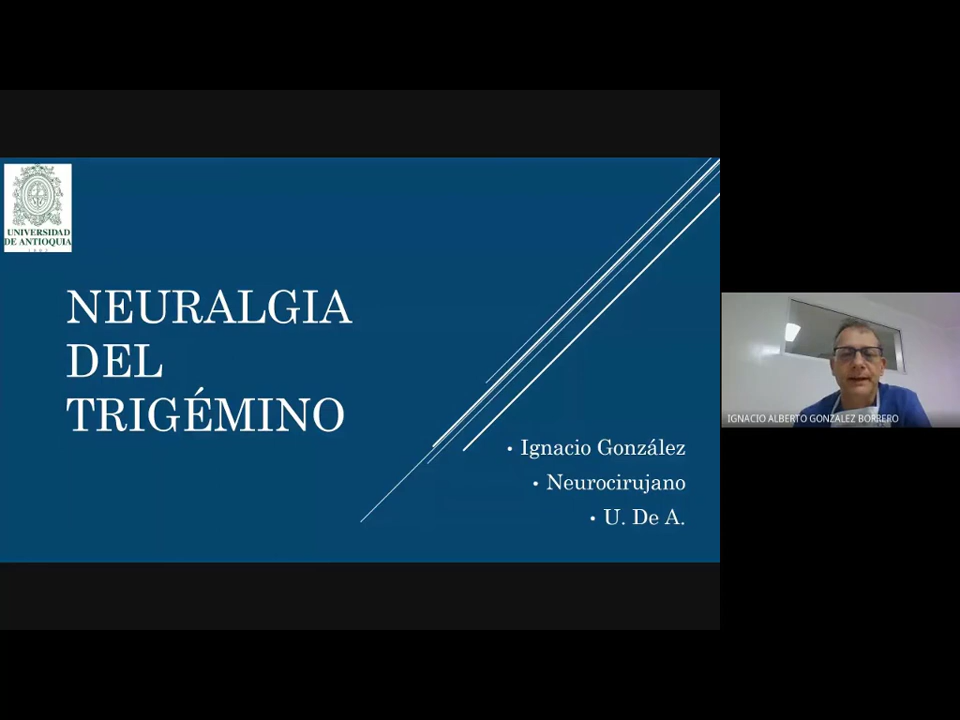 UNIVERSIDAD
DE ANTIOQUIA
NEURALGIA
DEL
TRIGÉMINO
• Ignacio González
• Neurocirujano
• U. De A.
IGNACIO ALBERTO GONZALEZ BORRERO